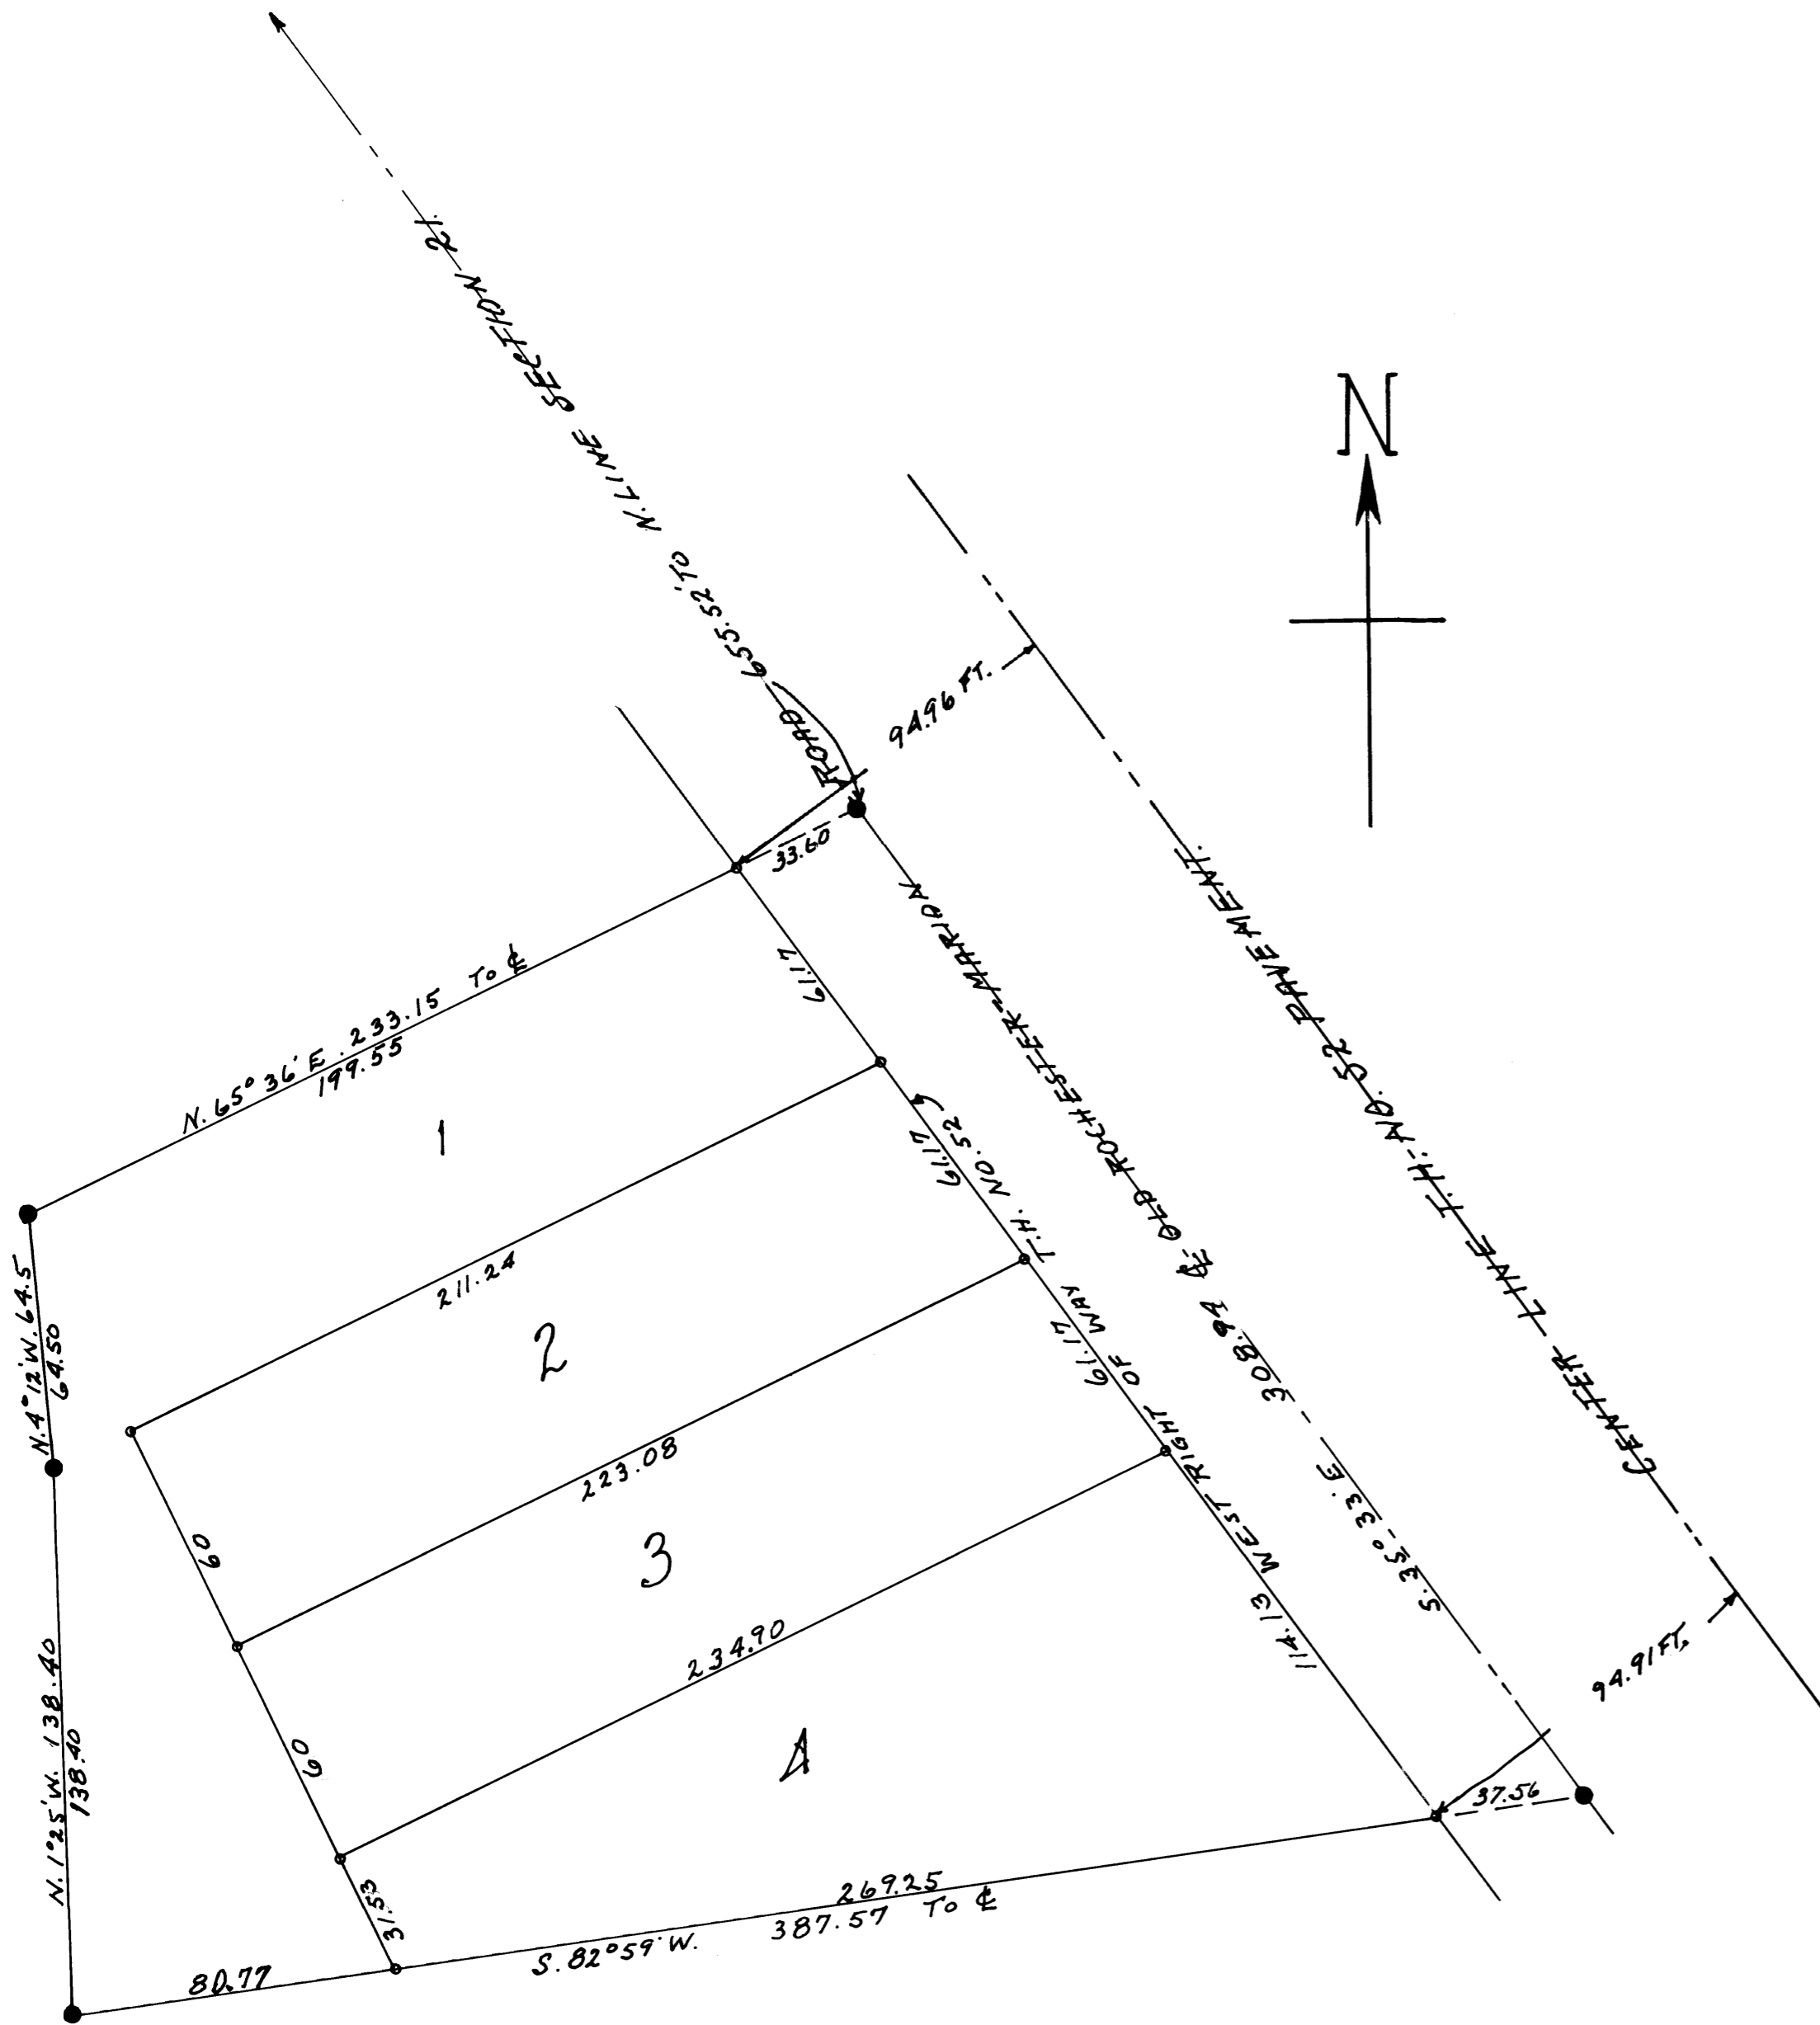 N. LINE SECTION 21.
655.52' TO
N
94.96 FT.
ROAD
33.60
61.17
N. 65° 36' E. 233.15 To ℄
199.55
1
T.H. NO. 52
61.17
211.24
2
N. 4° 12' W. 64.5
64.50
61.17
WEST RIGHT OF WAY
℄ OLD ROCHESTER-MARION
CENTER LINE T.H. NO. 52 PAVEMENT.
S. 35° 33' E 308.94
223.08
60
3
114.13
94.91 FT.
234.90
60
4
N. 1° 25' W. 138.40
138.40
37.56
269.25
387.57 To ℄
S. 82° 59' W.
31.53
80.77